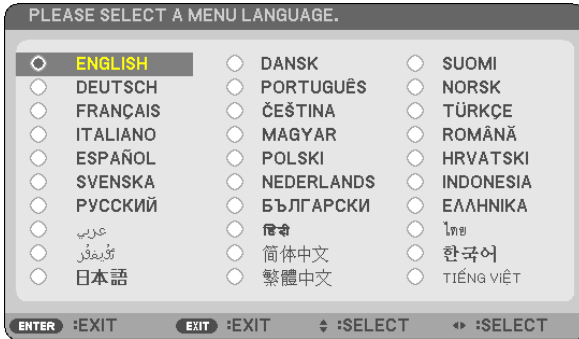 PLEASE SELECT A MENU LANGUAGE.
ENGLISH DANSK SUOMI
DEUTSCH PORTUGUÊS NORSK
FRANÇAIS ČEŠTINA TÜRKÇE
ITALIANO MAGYAR ROMÂNĂ
ESPAÑOL POLSKI HRVATSKI
SVENSKA NEDERLANDS INDONESIA
РУССКИЙ БЪЛГАРСКИ ΕΛΛΗΝΙΚΑ
عربي हिन्दी ไทย
简体中文 한국어
日本語 繁體中文 TIẾNG VIỆT
ENTER :EXIT EXIT :EXIT :SELECT :SELECT